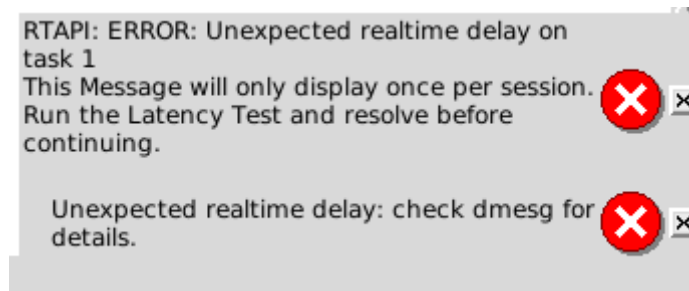 RTAPI: ERROR: Unexpected realtime delay on
task 1
This Message will only display once per session.
Run the Latency Test and resolve before
continuing.
Unexpected realtime delay: check dmesg for
details.